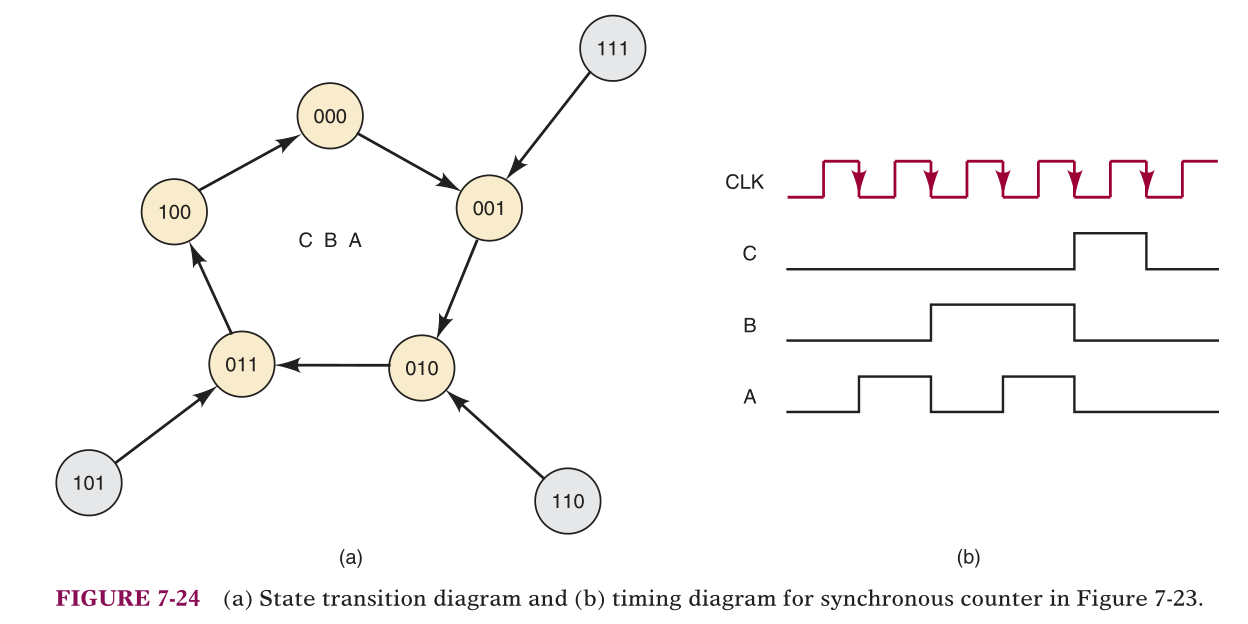 111
000
CLK
100
001
C B A
C
B
011
010
A
101
110
(a)
(b)
FIGURE 7-24 (a) State transition diagram and (b) timing diagram for synchronous counter in Figure 7-23.